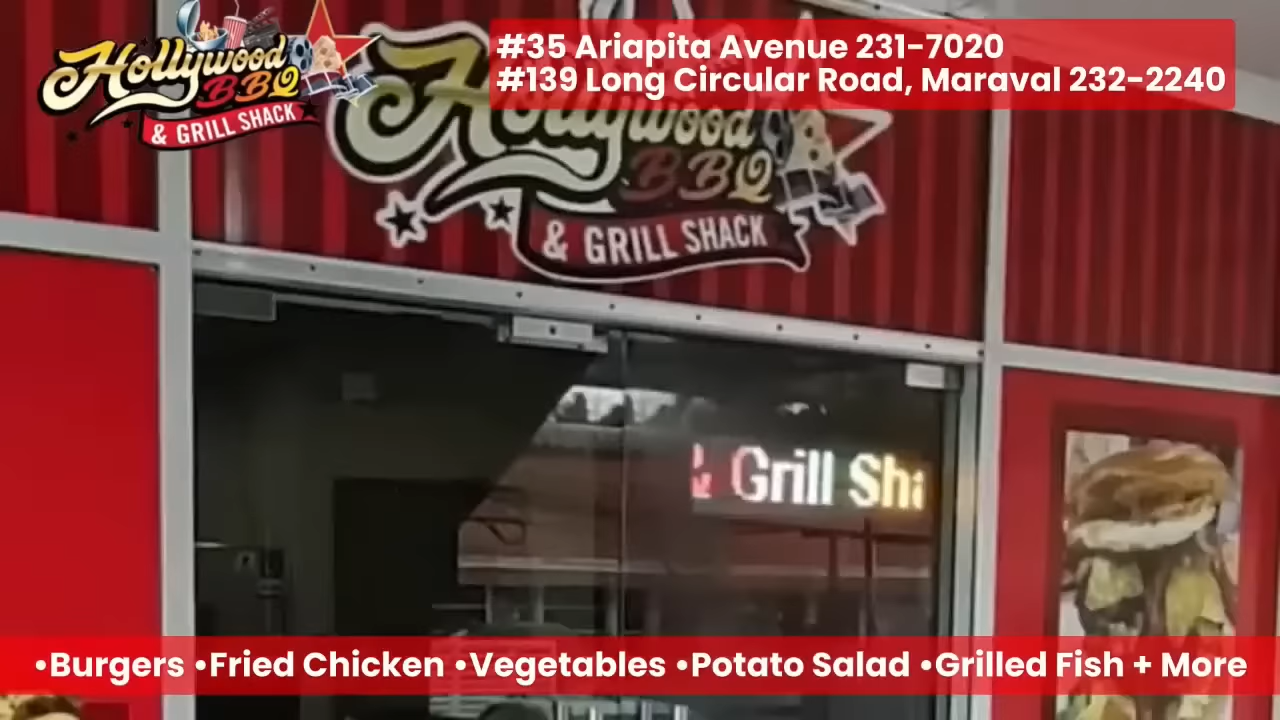 Hollywood
BBQ
& GRILL SHACK
#35 Ariapita Avenue 231-7020
#139 Long Circular Road, Maraval 232-2240
Hollywood
BBQ
& GRILL SHACK
& Grill Sha
•Burgers •Fried Chicken •Vegetables •Potato Salad •Grilled Fish + More